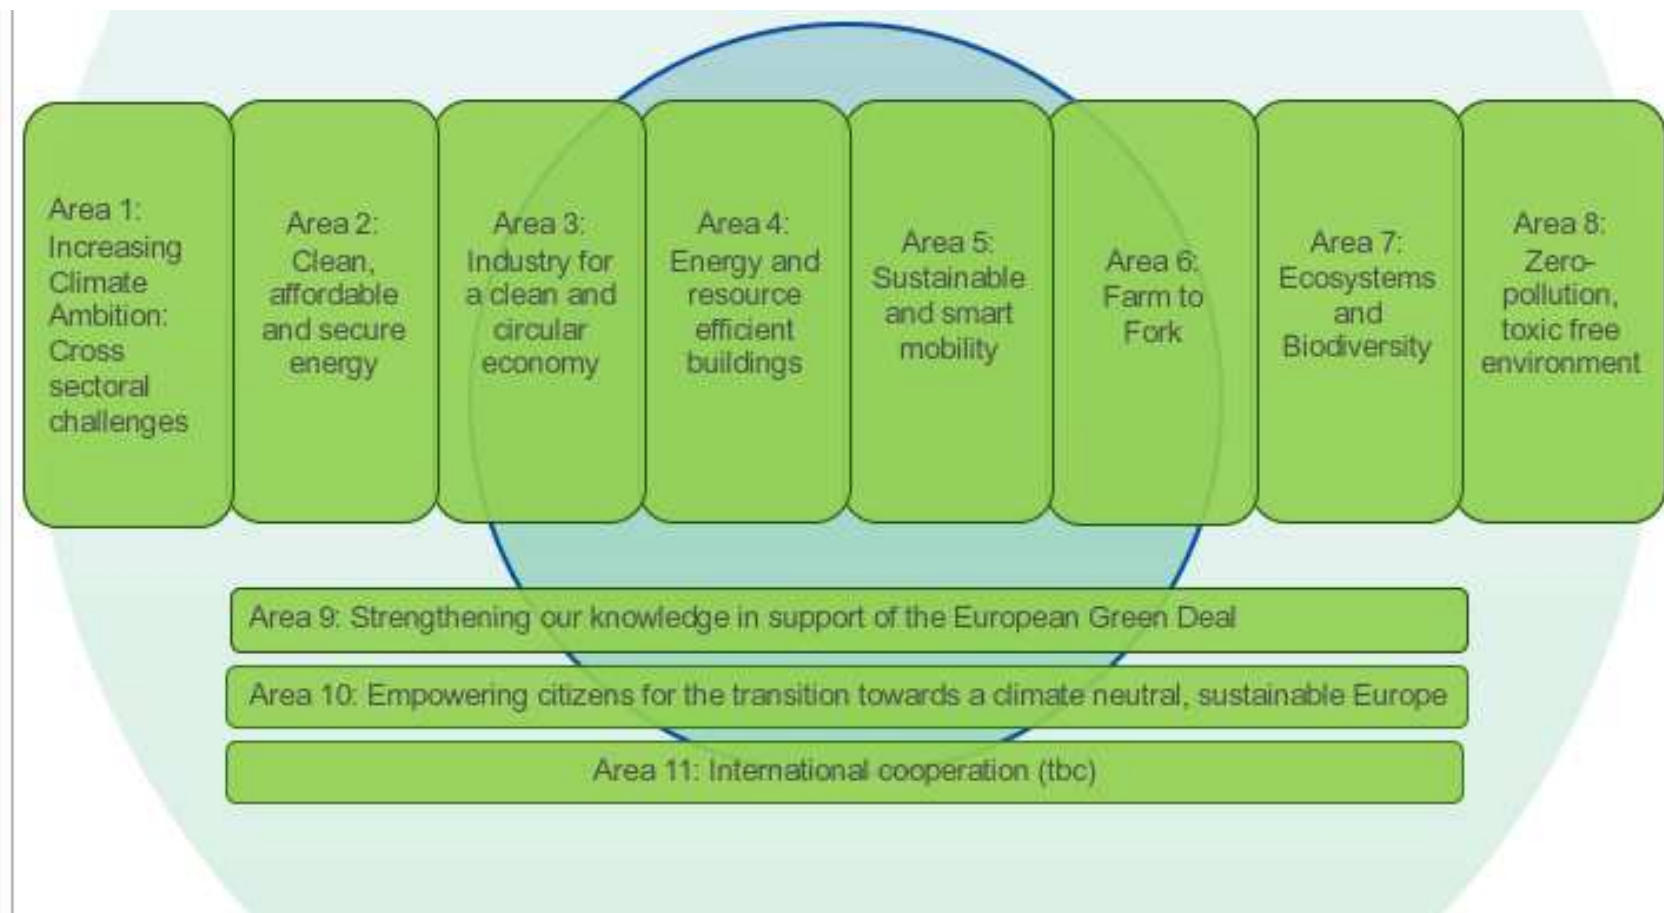 Area 1:
Increasing
Climate
Ambition:
Cross
sectoral
challenges
Area 2:
Clean,
affordable
and secure
energy
Area 3:
Industry for
a clean and
circular
economy
Area 4:
Energy and
resource
efficient
buildings
Area 5:
Sustainable
and smart
mobility
Area 6:
Farm to
Fork
Area 7:
Ecosystems
and
Biodiversity
Area 8:
Zero-
pollution,
toxic free
environment
Area 9: Strengthening our knowledge in support of the European Green Deal
Area 10: Empowering citizens for the transition towards a climate neutral, sustainable Europe
Area 11: International cooperation (tbc)